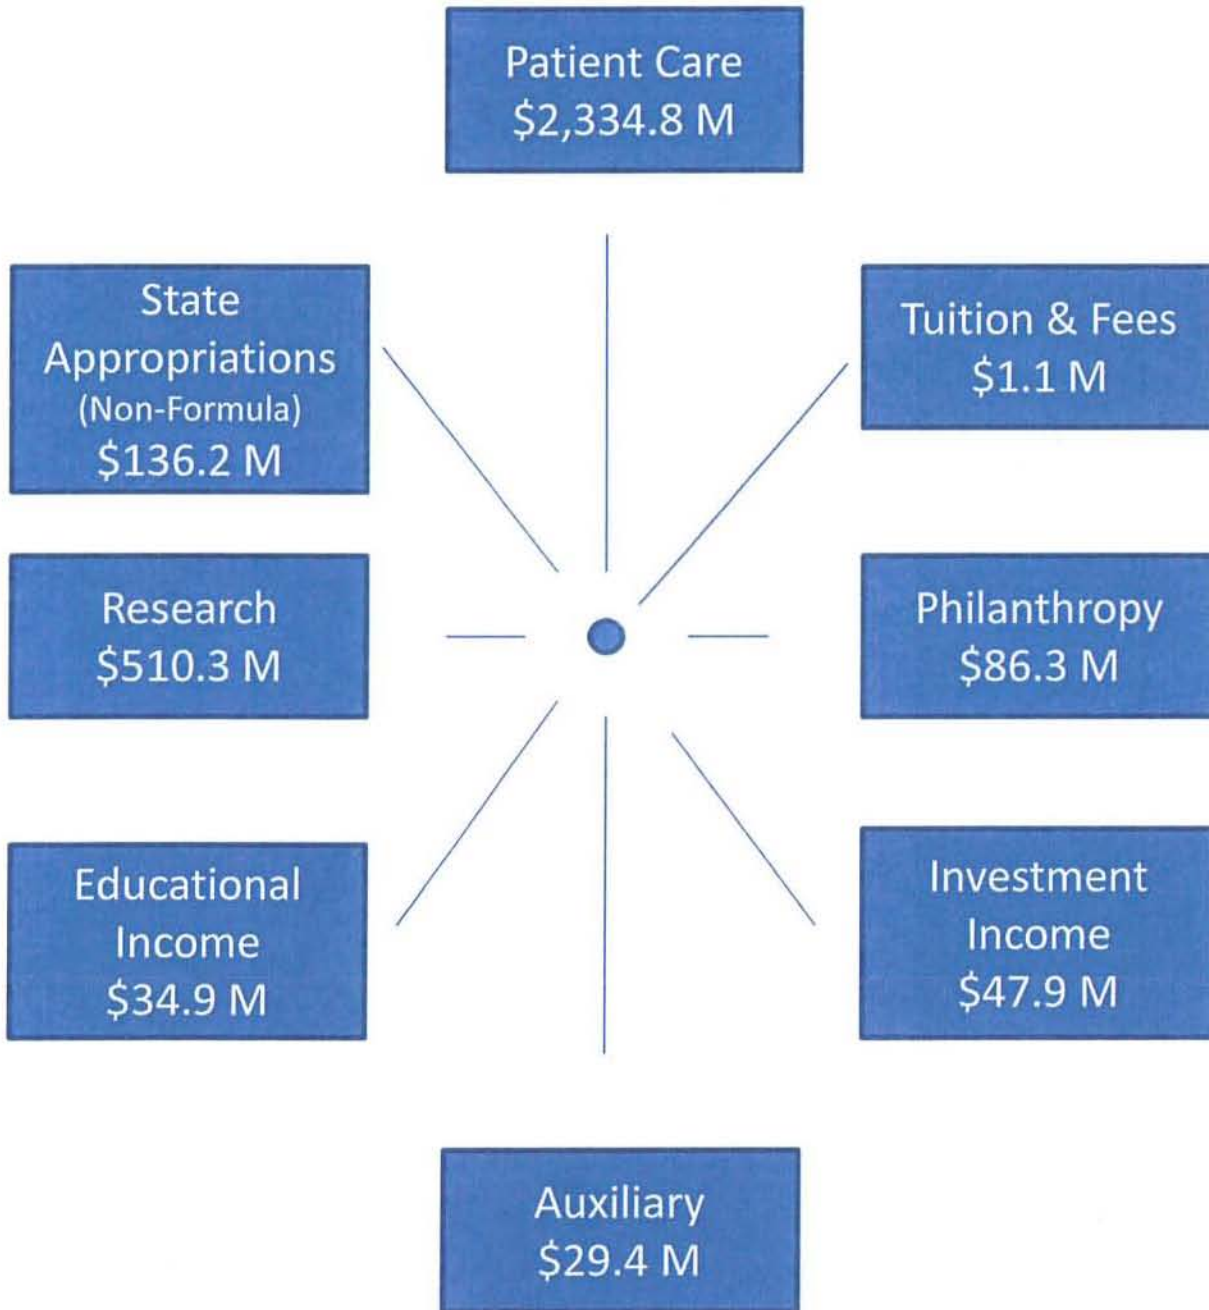 Patient Care
$2,334.8 M
State
Appropriations
(Non-Formula)
$136.2 M
Tuition & Fees
$1.1 M
Research
$510.3 M
Philanthropy
$86.3 M
Educational
Income
$34.9 M
Investment
Income
$47.9 M
Auxiliary
$29.4 M